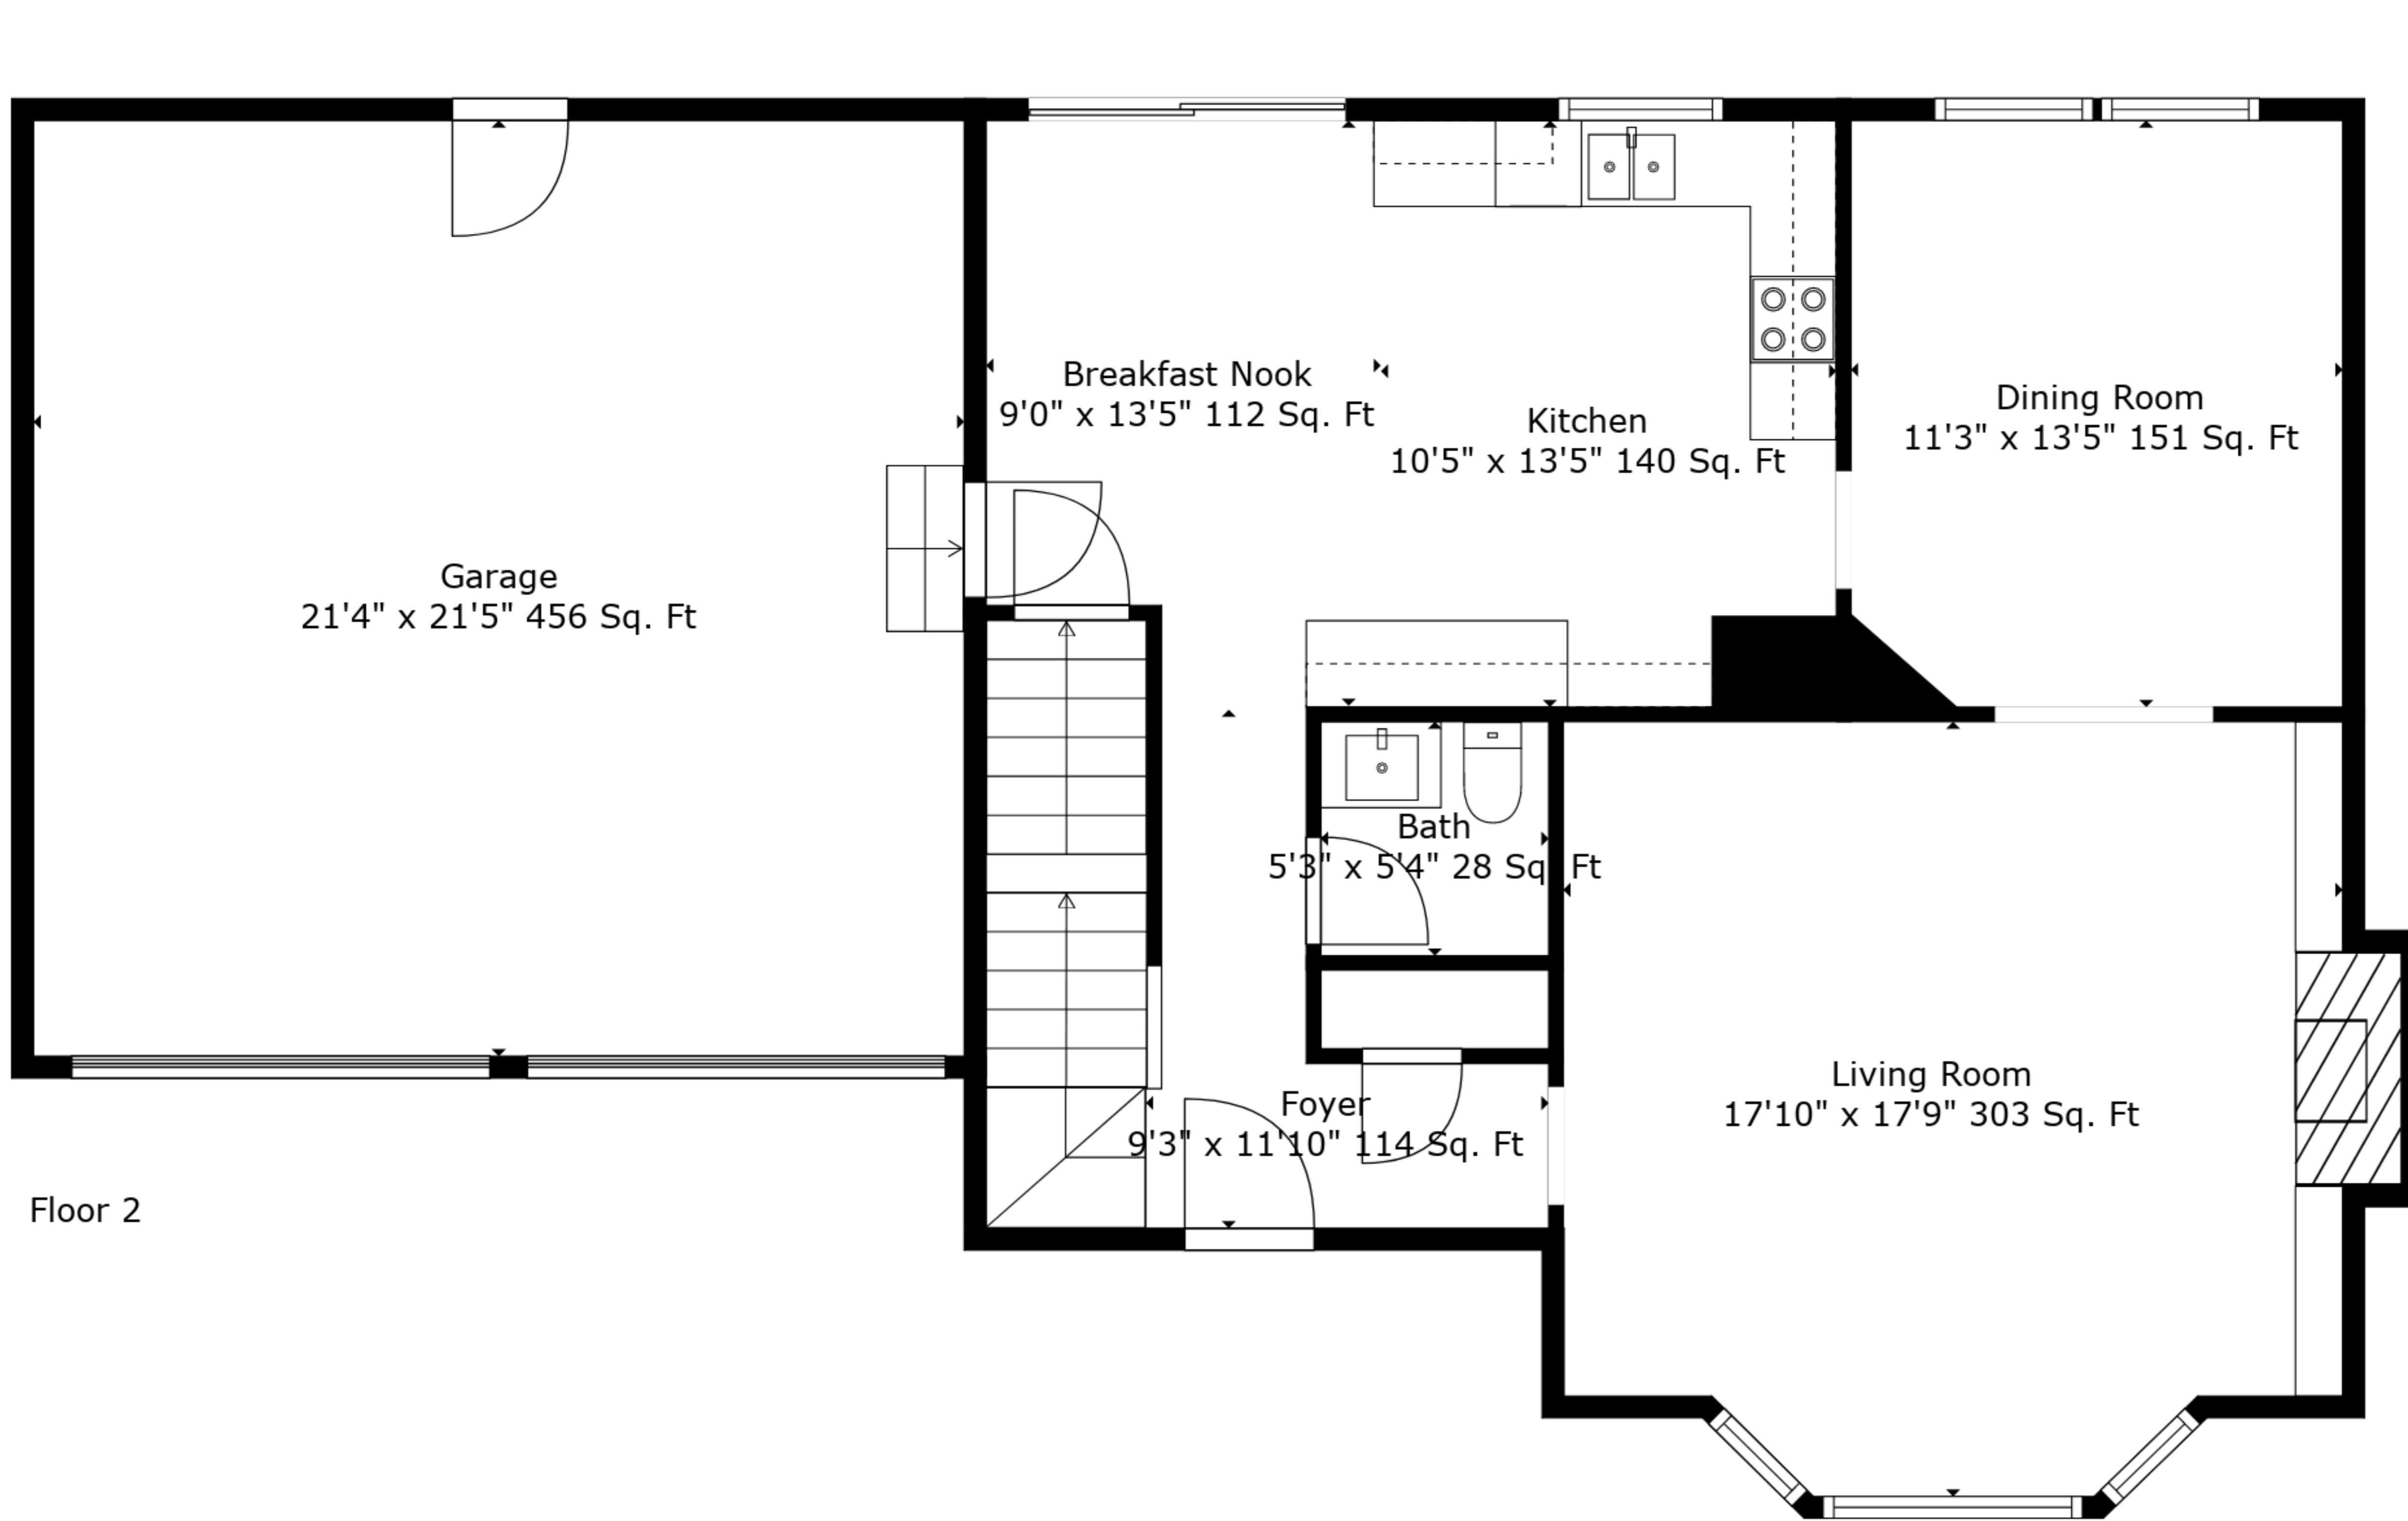 Breakfast Nook
9'0" x 13'5" 112 Sq. Ft
Kitchen
10'5" x 13'5" 140 Sq. Ft
Dining Room
11'3" x 13'5" 151 Sq. Ft
Garage
21'4" x 21'5" 456 Sq. Ft
Bath
5'3" x 5'4" 28 Sq. Ft
Living Room
17'10" x 17'9" 303 Sq. Ft
Foyer
9'3" x 11'10" 114 Sq. Ft
Floor 2